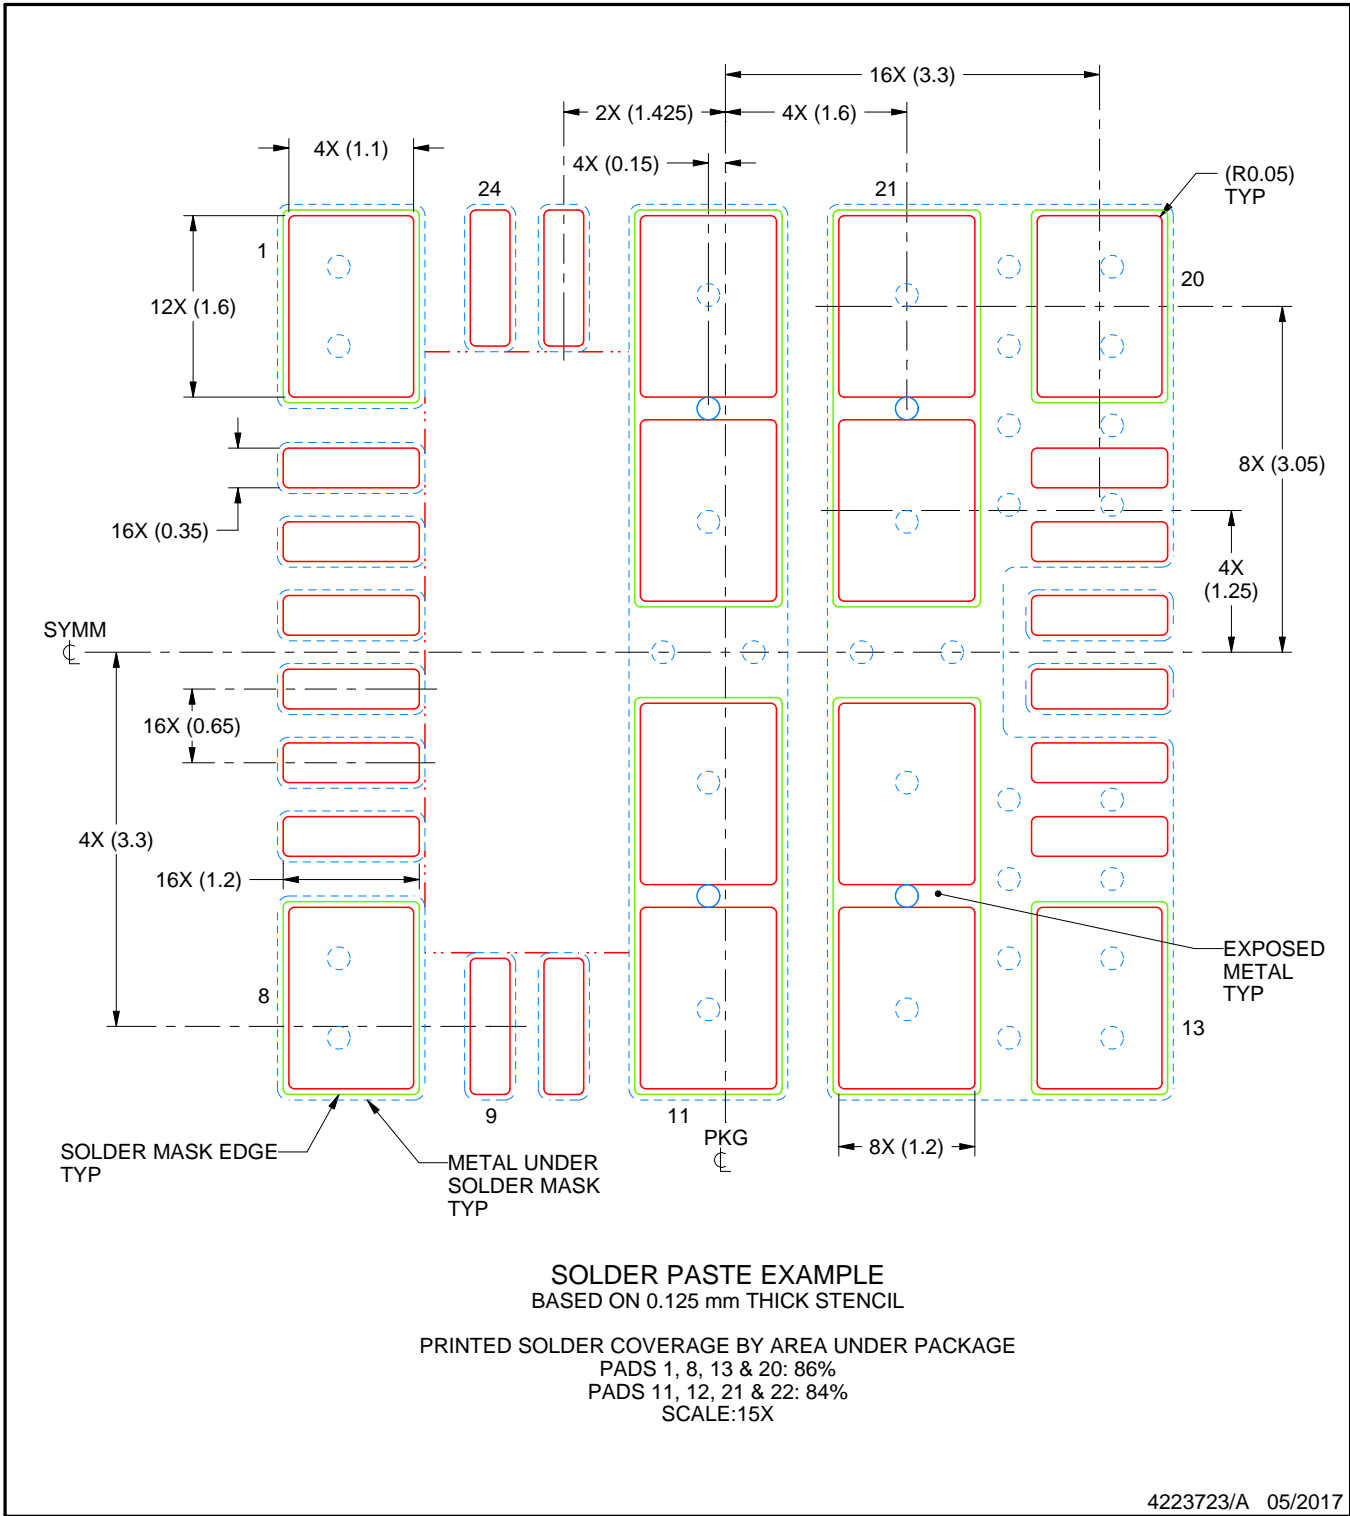 16X (3.3)
2X (1.425)
4X (1.6)
4X (1.1)
4X (0.15)
(R0.05)
TYP
24
21
1
20
12X (1.6)
8X (3.05)
16X (0.35)
4X
(1.25)
SYMM
℄
16X (0.65)
4X (3.3)
16X (1.2)
EXPOSED
METAL
TYP
8
13
9
11
PKG
℄
8X (1.2)
SOLDER MASK EDGE
TYP
METAL UNDER
SOLDER MASK
TYP
SOLDER PASTE EXAMPLE
BASED ON 0.125 mm THICK STENCIL
PRINTED SOLDER COVERAGE BY AREA UNDER PACKAGE
PADS 1, 8, 13 & 20: 86%
PADS 11, 12, 21 & 22: 84%
SCALE:15X
4223723/A 05/2017